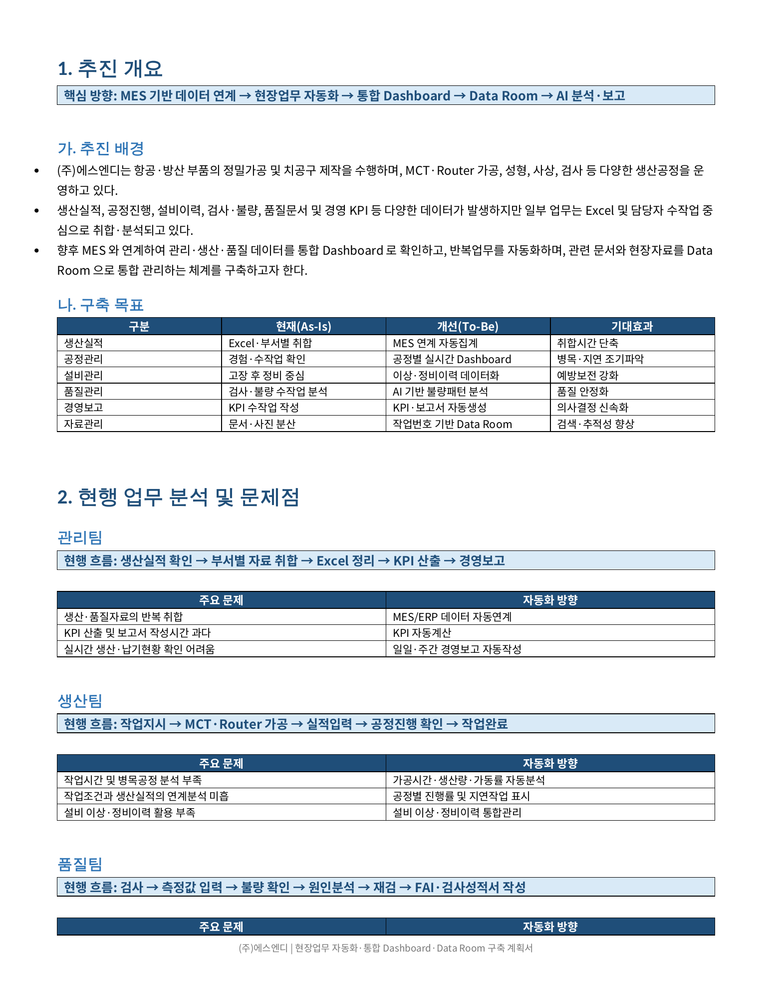 1. 추진 개요
핵심 방향: MES 기반 데이터 연계 → 현장업무 자동화 → 통합 Dashboard → Data Room → AI 분석·보고
가. 추진 배경
• (주)에스엔디는 항공·방산 부품의 정밀가공 및 치공구 제작을 수행하며, MCT·Router 가공, 성형, 사상, 검사 등 다양한 생산공정을 운
영하고 있다.
• 생산실적, 공정진행, 설비이력, 검사·불량, 품질문서 및 경영 KPI 등 다양한 데이터가 발생하지만 일부 업무는 Excel 및 담당자 수작업 중
심으로 취합·분석되고 있다.
• 향후 MES 와 연계하여 관리·생산·품질 데이터를 통합 Dashboard 로 확인하고, 반복업무를 자동화하며, 관련 문서와 현장자료를 Data
Room 으로 통합 관리하는 체계를 구축하고자 한다.
나. 구축 목표
구분 현재(As-Is) 개선(To-Be) 기대효과
생산실적 Excel·부서별 취합 MES 연계 자동집계 취합시간 단축
공정관리 경험·수작업 확인 공정별 실시간 Dashboard 병목·지연 조기파악
설비관리 고장 후 정비 중심 이상·정비이력 데이터화 예방보전 강화
품질관리 검사·불량 수작업 분석 AI 기반 불량패턴 분석 품질 안정화
경영보고 KPI 수작업 작성 KPI·보고서 자동생성 의사결정 신속화
자료관리 문서·사진 분산 작업번호 기반 Data Room 검색·추적성 향상
2. 현행 업무 분석 및 문제점
관리팀
현행 흐름: 생산실적 확인 → 부서별 자료 취합 → Excel 정리 → KPI 산출 → 경영보고
주요 문제 자동화 방향
생산·품질자료의 반복 취합 MES/ERP 데이터 자동연계
KPI 산출 및 보고서 작성시간 과다 KPI 자동계산
실시간 생산·납기현황 확인 어려움 일일·주간 경영보고 자동작성
생산팀
현행 흐름: 작업지시 → MCT·Router 가공 → 실적입력 → 공정진행 확인 → 작업완료
주요 문제 자동화 방향
작업시간 및 병목공정 분석 부족 가공시간·생산량·가동률 자동분석
작업조건과 생산실적의 연계분석 미흡 공정별 진행률 및 지연작업 표시
설비 이상·정비이력 활용 부족 설비 이상·정비이력 통합관리
품질팀
현행 흐름: 검사 → 측정값 입력 → 불량 확인 → 원인분석 → 재검 → FAI·검사성적서 작성
주요 문제 자동화 방향
(주)에스엔디 | 현장업무 자동화·통합 Dashboard·Data Room 구축 계획서